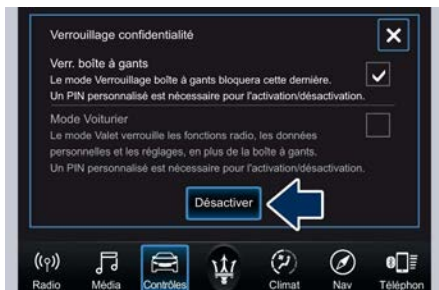 Verrouillage confidentialité
Verr. boîte à gants
Le mode Verrouillage boîte à gants bloquera cette dernière.
Un PIN personnalisé est nécessaire pour l'activation/désactivation.
Mode Voiturier
Le mode Valet verrouille les fonctions radio, les données
personnelles et les réglages, en plus de la boîte à gants.
Un PIN personnalisé est nécessaire pour l'activation/désactivation.
Désactiver
Radio Média Contrôles Climat Nav Téléphon